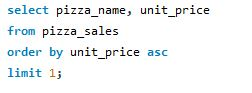 select pizza_name, unit_price
from pizza_sales
order by unit_price asc
limit 1;